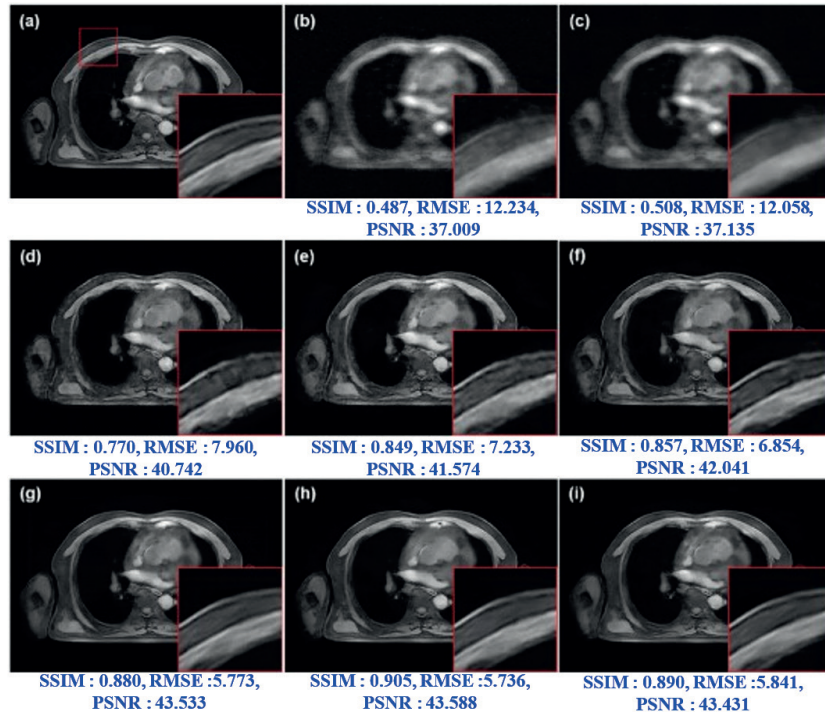 (a)
(b)
(c)
SSIM : 0.487, RMSE : 12.234,
PSNR : 37.009
SSIM : 0.508, RMSE : 12.058,
PSNR : 37.135
(d)
(e)
(f)
SSIM : 0.770, RMSE : 7.960,
PSNR : 40.742
SSIM : 0.849, RMSE : 7.233,
PSNR : 41.574
SSIM : 0.857, RMSE : 6.854,
PSNR : 42.041
(g)
(h)
(i)
SSIM : 0.880, RMSE :5.773,
PSNR : 43.533
SSIM : 0.905, RMSE : 5.736,
PSNR : 43.588
SSIM : 0.890, RMSE : 5.841,
PSNR : 43.431